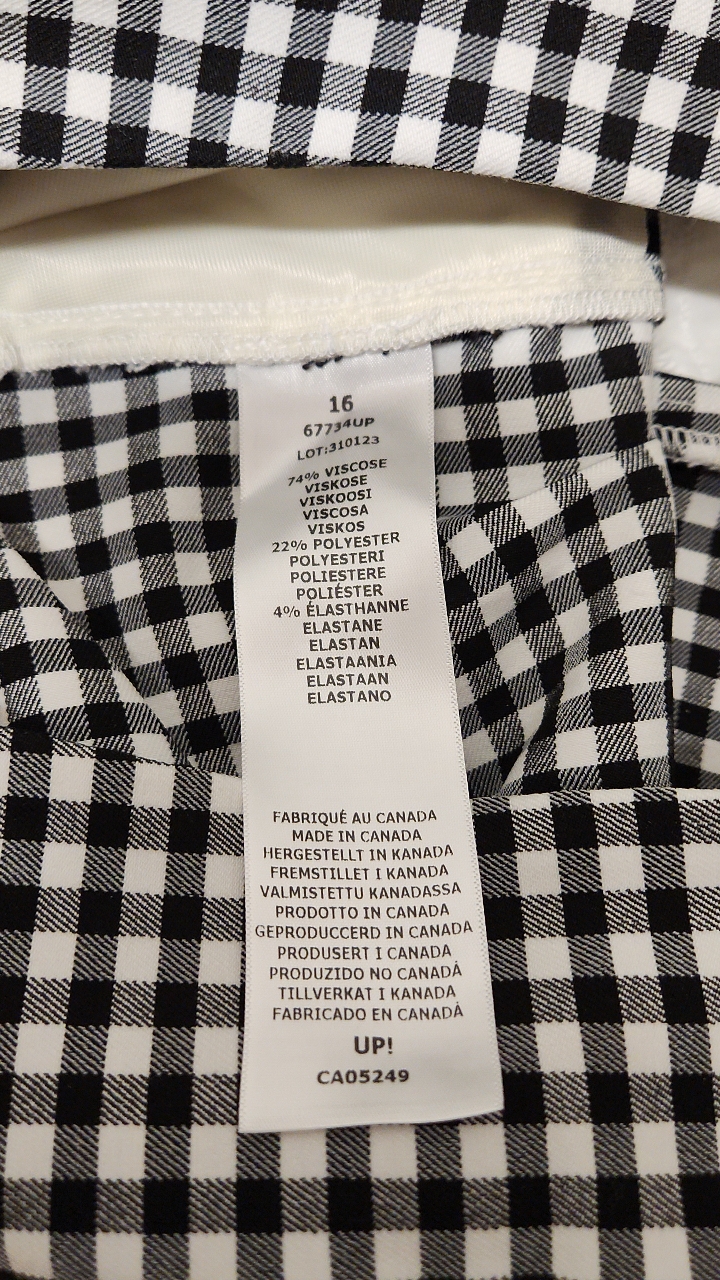 16
67734UP
LOT:310123
74% VISCOSE
VISKOSE
VISKOOSI
VISCOSA
VISKOS
22% POLYESTER
POLYESTERI
POLIESTERE
POLIÉSTER
4% ÉLASTHANNE
ELASTANE
ELASTAN
ELASTAANIA
ELASTAAN
ELASTANO
FABRIQUÉ AU CANADA
MADE IN CANADA
HERGESTELLT IN KANADA
FREMSTILLET I KANADA
VALMISTETTU KANADASSA
PRODOTTO IN CANADA
GEPRODUCCERD IN CANADA
PRODUSERT I CANADA
PRODUZIDO NO CANADÁ
TILLVERKAT I KANADA
FABRICADO EN CANADÁ
UP!
CA05249